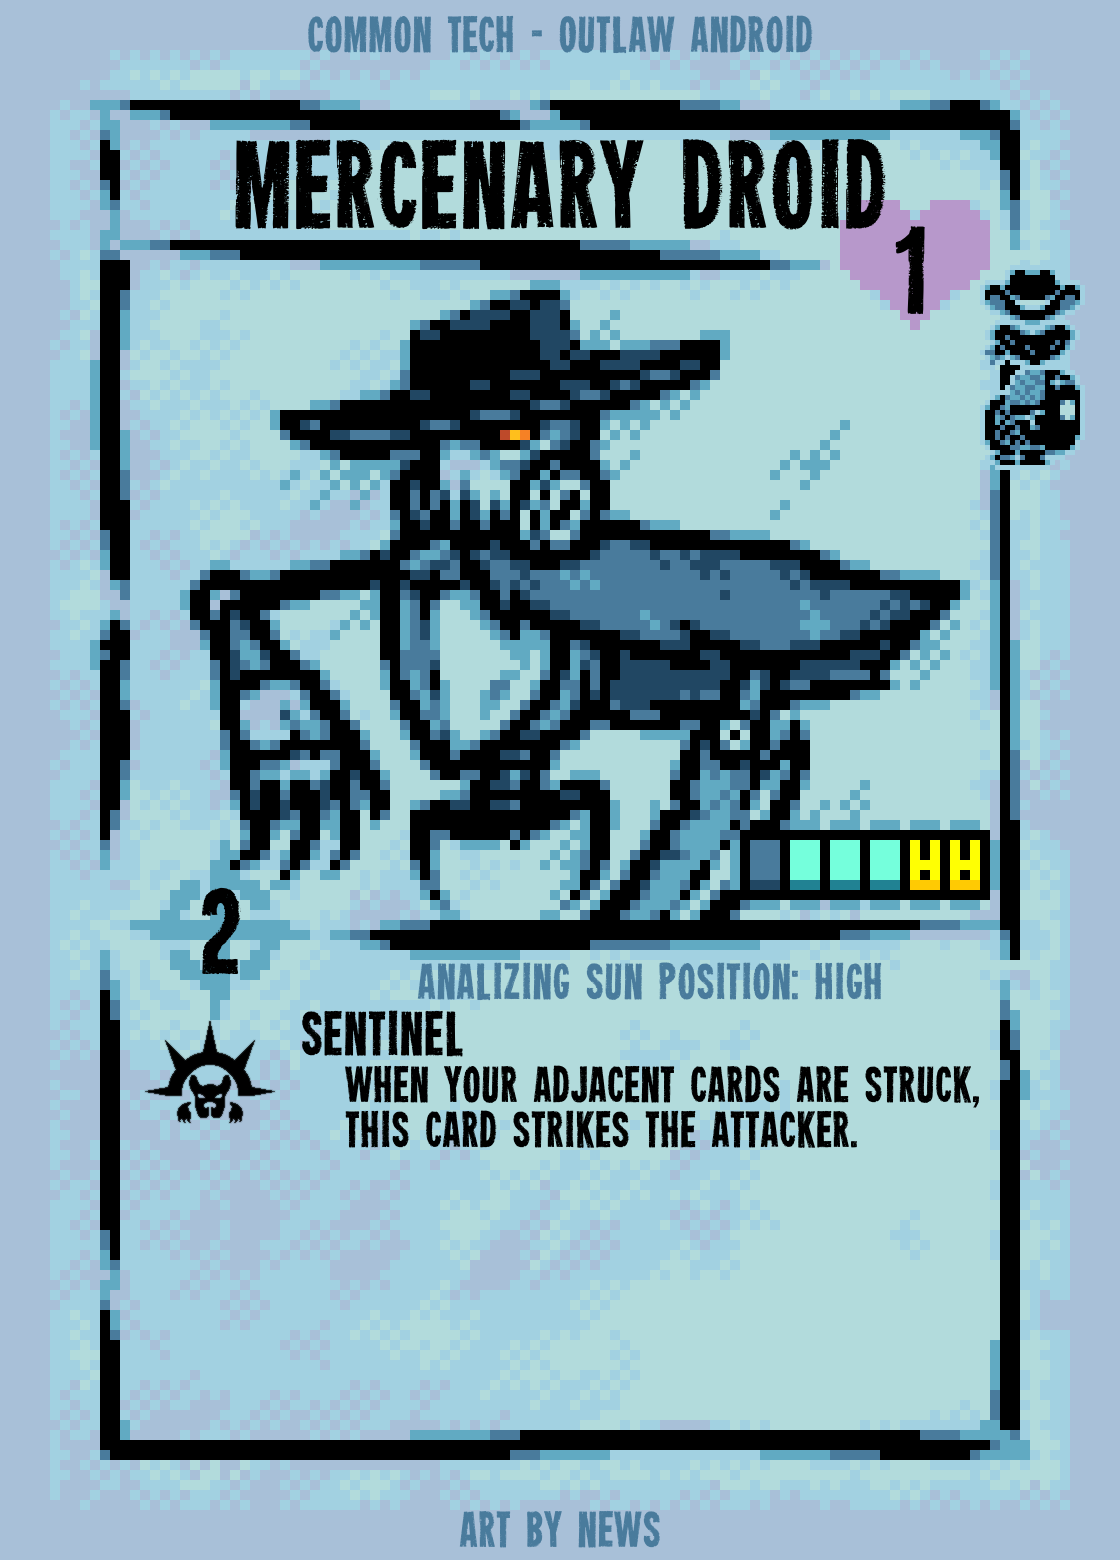 COMMON TECH - OUTLAW ANDROID
MERCENARY DROID
1
2
ANALIZING SUN POSITION: HIGH
SENTINEL
WHEN YOUR ADJACENT CARDS ARE STRUCK,
THIS CARD STRIKES THE ATTACKER.
ART BY NEWS